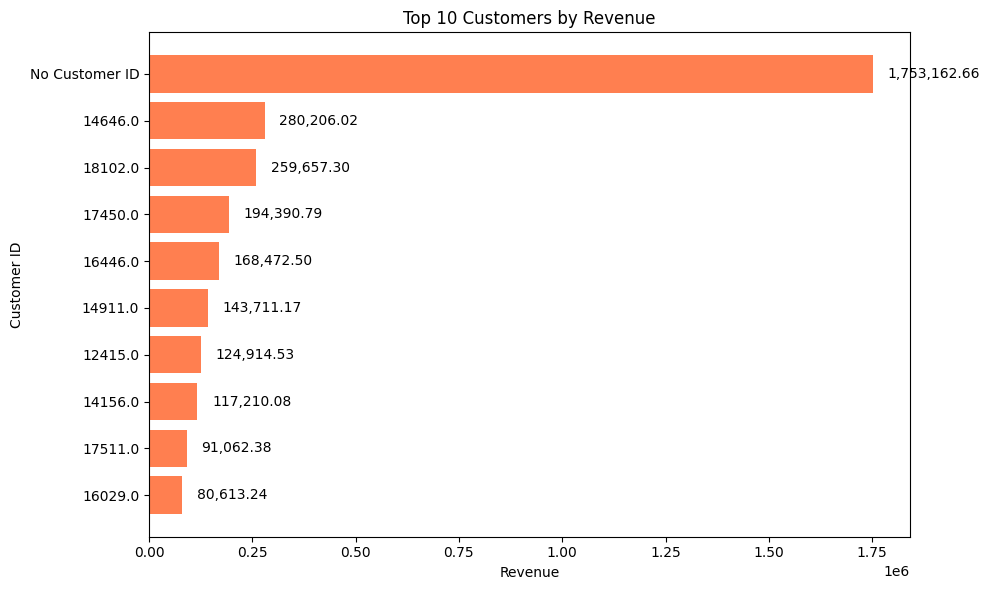 Top 10 Customers by Revenue
Customer ID
No Customer ID 1,753,162.66
14646.0 280,206.02
18102.0 259,657.30
17450.0 194,390.79
16446.0 168,472.50
14911.0 143,711.17
12415.0 124,914.53
14156.0 117,210.08
17511.0 91,062.38
16029.0 80,613.24
0.00 0.25 0.50 0.75 1.00 1.25 1.50 1.75
1e6
Revenue